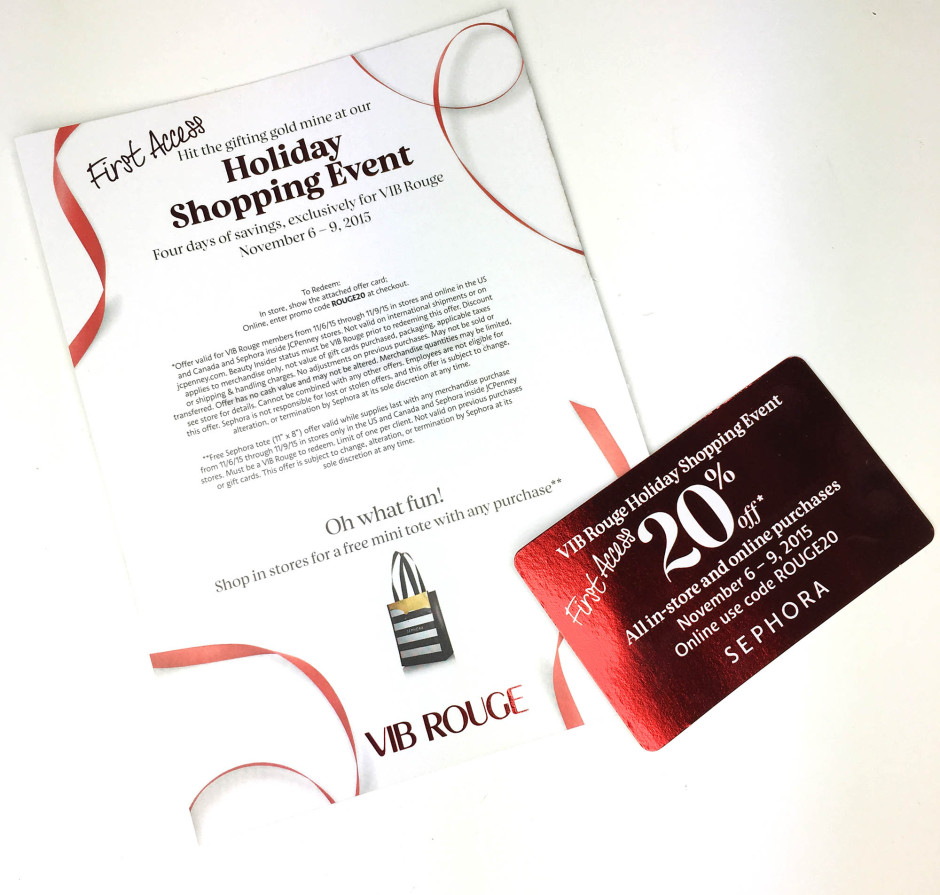 First Access
Hit the gifting gold mine at our
Holiday
Shopping Event
Four days of savings, exclusively for VIB Rouge
November 6 – 9, 2015
To Redeem:
In store, show the attached offer card;
Online, enter promo code ROUGE20 at checkout.
*Offer valid for VIB Rouge members from 11/6/15 through 11/9/15 in stores and online in the US
and Canada and Sephora inside JCPenney stores. Not valid on international shipments or on
jcpenney.com. Beauty Insider status must be VIB Rouge prior to redeeming this offer. Discount
applies to merchandise only, not value of gift cards purchased, packaging, applicable taxes
or shipping & handling charges. No adjustments on previous purchases. May not be sold or
transferred. Offer has no cash value and may not be altered. Merchandise quantities may be limited,
see store for details. Cannot be combined with any other offers. Employees are not eligible for
this offer. Sephora is not responsible for lost or stolen offers, and this offer is subject to change,
alteration, or termination by Sephora at its sole discretion at any time.
**Free Sephora tote (11" x 8") offer valid while supplies last with any merchandise purchase
from 11/6/15 through 11/9/15 in stores only in the US and Canada and Sephora inside JCPenney
stores. Must be a VIB Rouge to redeem. Limit of one per client. Not valid on previous purchases
or gift cards. This offer is subject to change, alteration, or termination by Sephora at its
sole discretion at any time.
Oh what fun!
Shop in stores for a free mini tote with any purchase**
SEPHORA
VIB ROUGE
VIB Rouge Holiday Shopping Event
First Access
20% off*
All in-store and online purchases
November 6 – 9, 2015
Online use code ROUGE20
SEPHORA